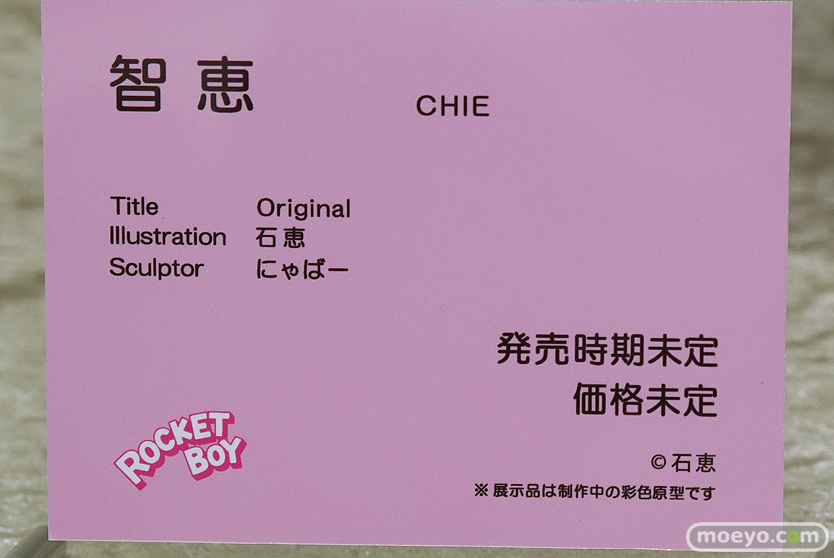 智恵 CHIE
Title Original
Illustration 石恵
Sculptor にゃばー
発売時期未定
価格未定
ROCKET
BOY
©石恵
※展示品は制作中の彩色原型です
moeyo.com